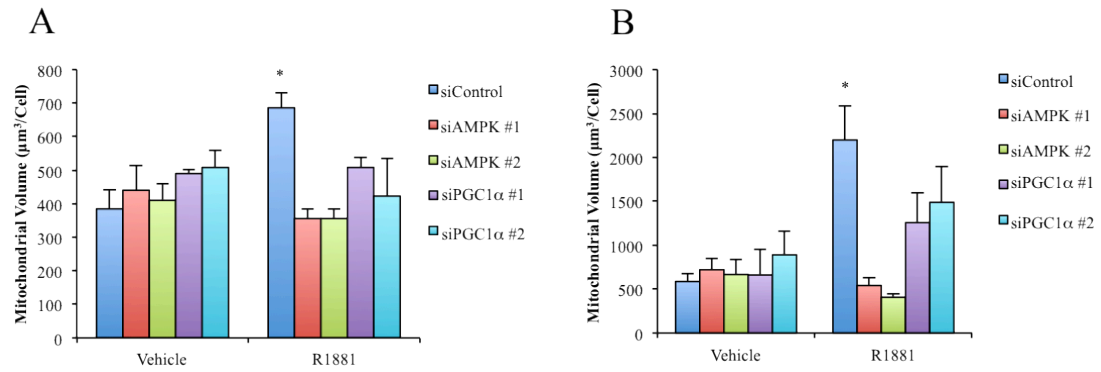 A
Mitochondrial Volume (µm³/Cell)
800
700
600
500
400
300
200
100
0
*
Vehicle
R1881
siControl
siAMPK #1
siAMPK #2
siPGC1α #1
siPGC1α #2
B
Mitochondrial Volume (µm³/Cell)
3000
2500
2000
1500
1000
500
0
*
Vehicle
R1881
siControl
siAMPK #1
siAMPK #2
siPGC1α #1
siPGC1α #2